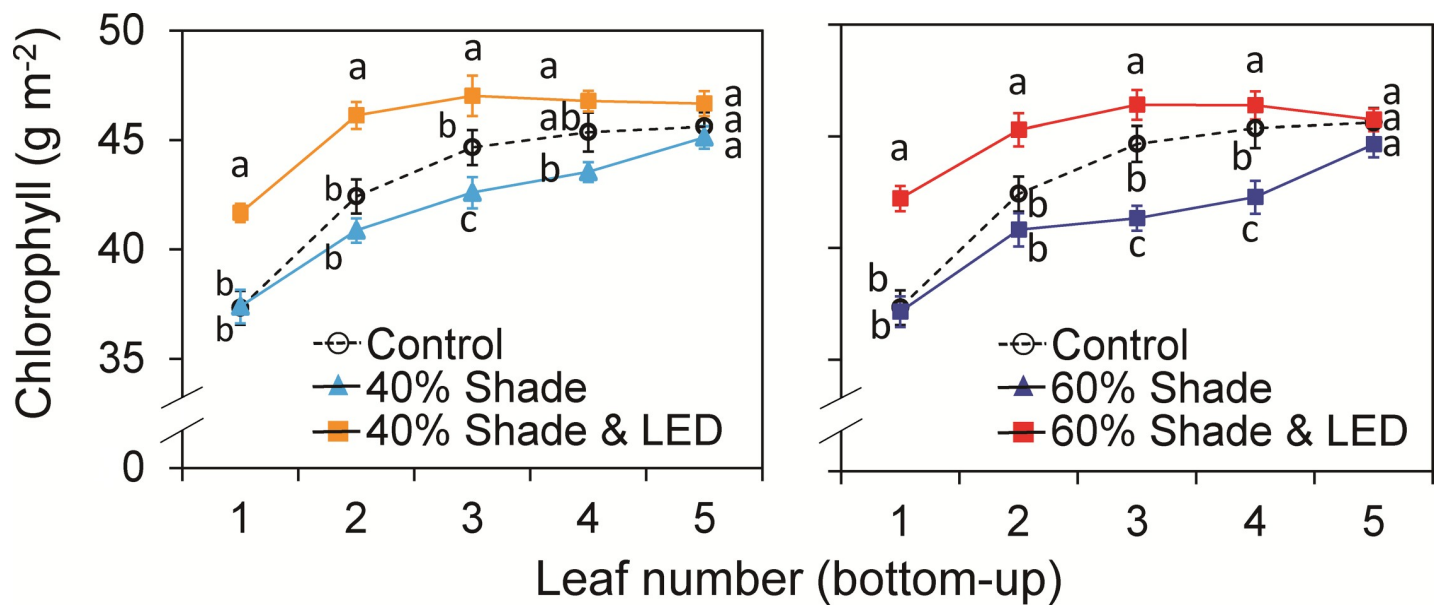 Chlorophyll (g m-2)
50
45
40
35
0
a
a
a
a
a
a
a
b
b
b
ab
b
b
c
b
b
Control
40% Shade
40% Shade & LED
1 2 3 4 5
a
a
a
a
a
a
a
b
b
b
b
b
b
c
c
Control
60% Shade
60% Shade & LED
1 2 3 4 5
Leaf number (bottom-up)